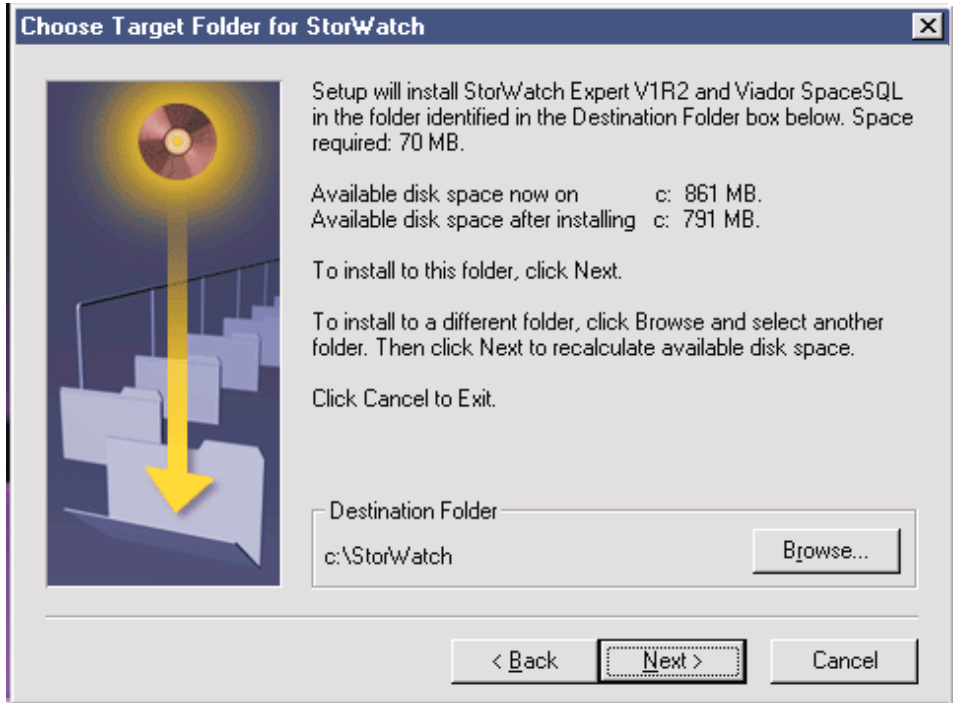 Choose Target Folder for StorWatch
Setup will install StorWatch Expert V1R2 and Viador SpaceSQL
in the folder identified in the Destination Folder box below. Space
required: 70 MB.
Available disk space now on c: 861 MB.
Available disk space after installing c: 791 MB.
To install to this folder, click Next.
To install to a different folder, click Browse and select another
folder. Then click Next to recalculate available disk space.
Click Cancel to Exit.
Destination Folder
c:\StorWatch
Browse...
< Back
Next >
Cancel